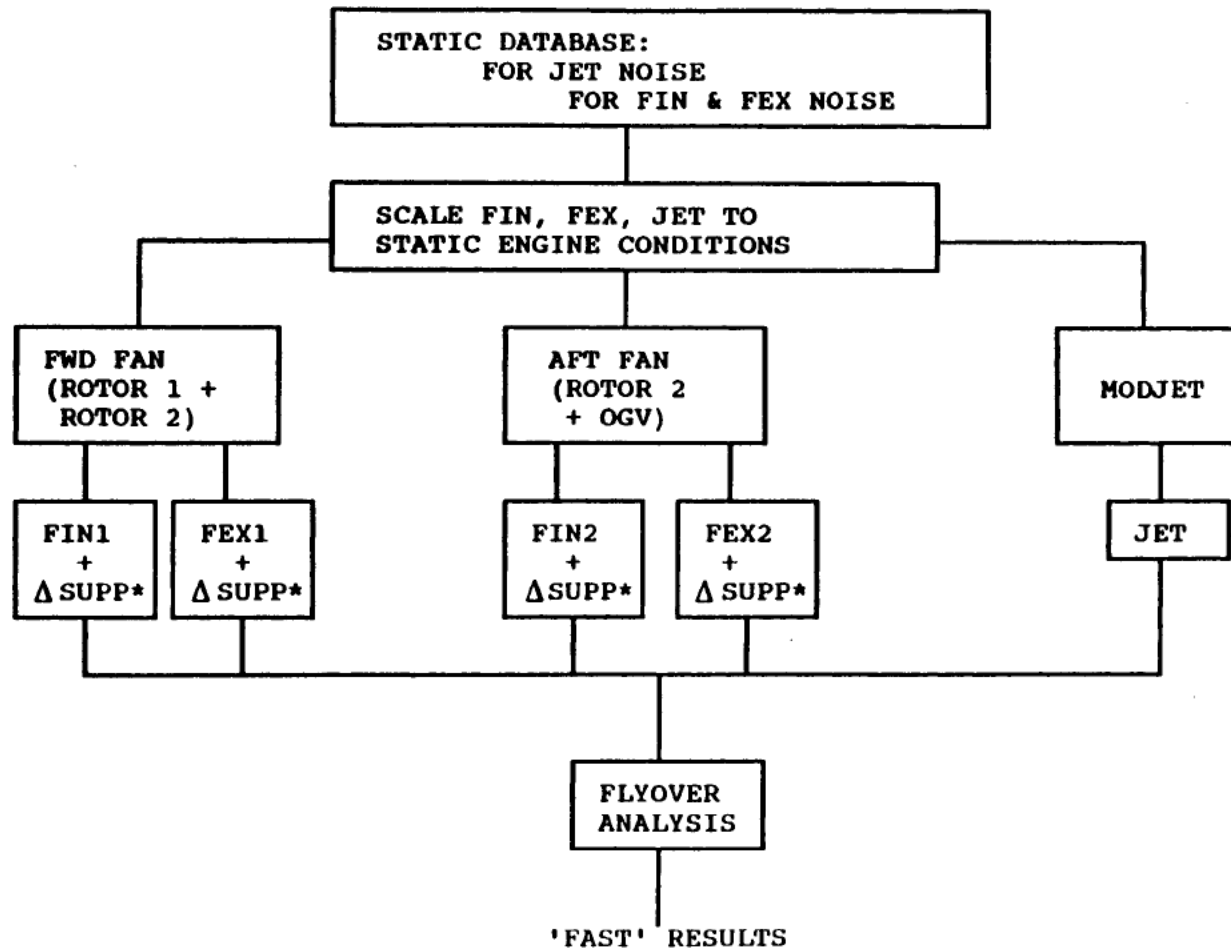 STATIC DATABASE:
FOR JET NOISE
FOR FIN & FEX NOISE
SCALE FIN, FEX, JET TO
STATIC ENGINE CONDITIONS
FWD FAN
(ROTOR 1 +
ROTOR 2)
AFT FAN
(ROTOR 2
+ OGV)
MODJET
FIN1
+
Δ SUPP*
FEX1
+
Δ SUPP*
FIN2
+
Δ SUPP*
FEX2
+
Δ SUPP*
JET
FLYOVER
ANALYSIS
'FAST' RESULTS